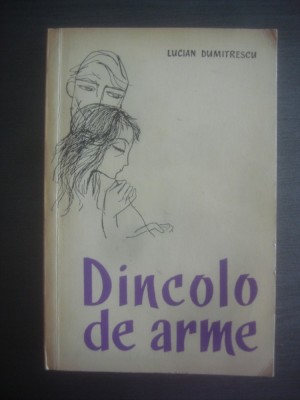 LUCIAN DUMITRESCU
Dincolo
de arme